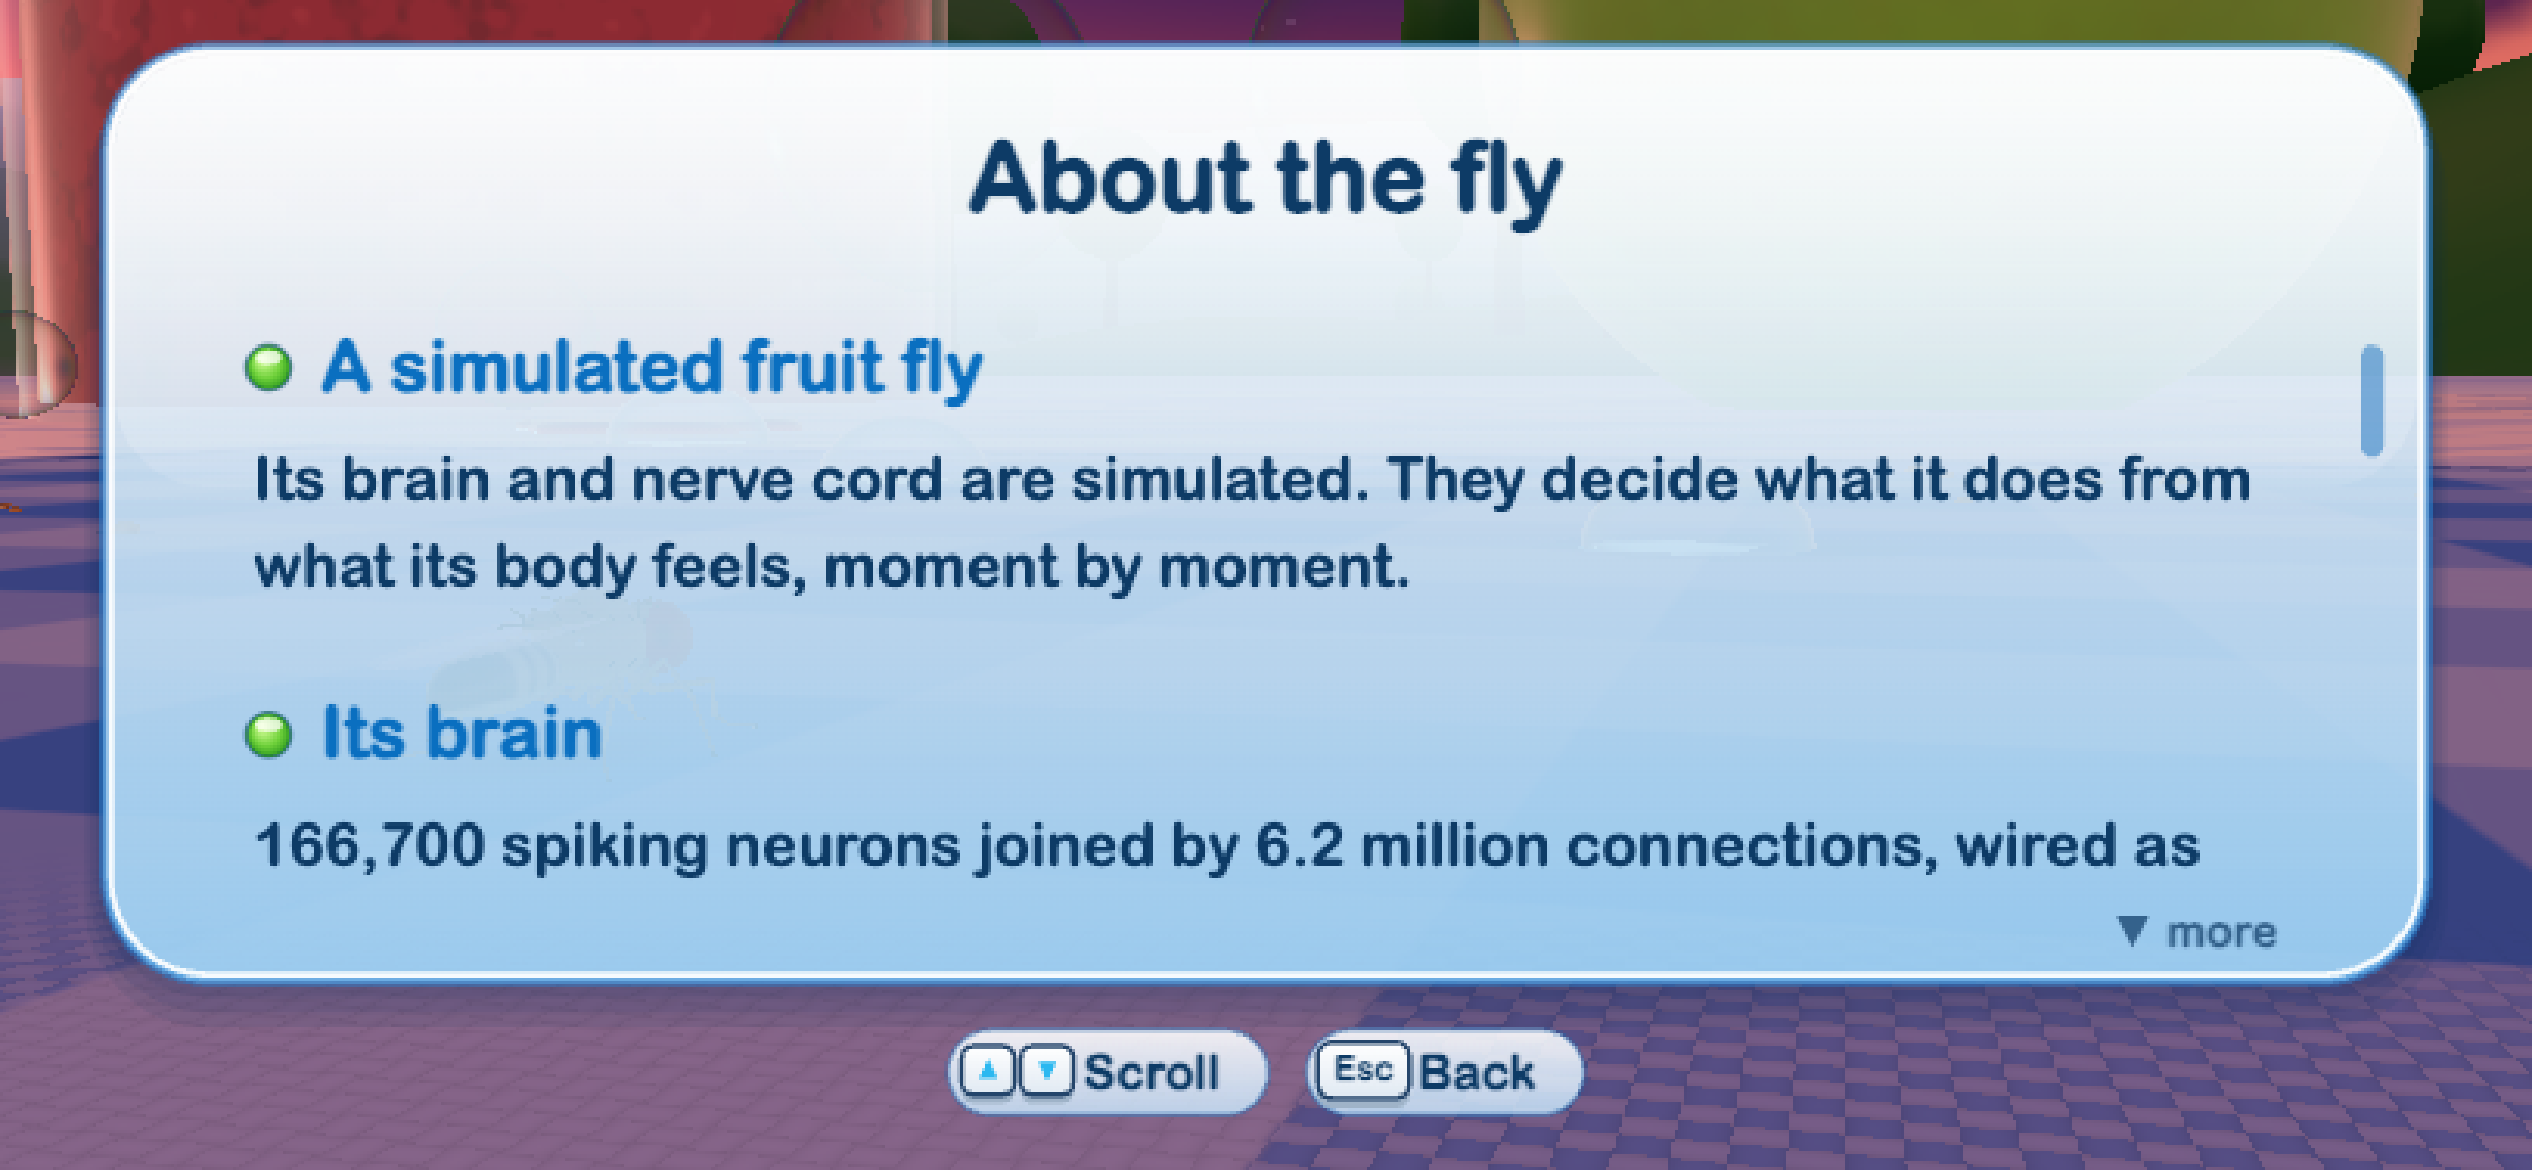 About the fly
A simulated fruit fly
Its brain and nerve cord are simulated. They decide what it does from
what its body feels, moment by moment.
Its brain
166,700 spiking neurons joined by 6.2 million connections, wired as
▼ more
▲ ▼ Scroll
Esc Back